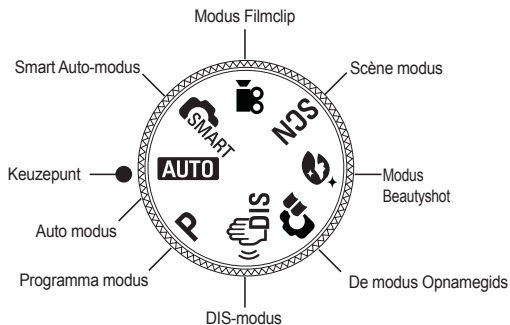 Modus Filmclip
Smart Auto-modus
Scène modus
SMART
SCN
Keuzepunt
AUTO
Modus
Beautyshot
Auto modus
P
DIS
Programma modus
De modus Opnamegids
DIS-modus